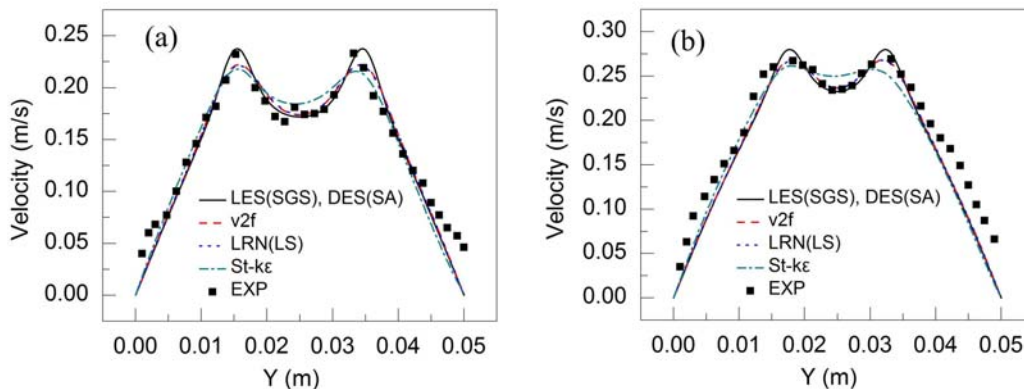 (a)
0.25
0.20
0.15
0.10
0.05
0.00
Velocity (m/s)
LES(SGS), DES(SA)
v2f
LRN(LS)
St-kε
EXP
0.00 0.01 0.02 0.03 0.04 0.05
Y (m)
(b)
0.30
0.25
0.20
0.15
0.10
0.05
0.00
Velocity (m/s)
LES(SGS), DES(SA)
v2f
LRN(LS)
St-kε
EXP
0.00 0.01 0.02 0.03 0.04 0.05
Y (m)